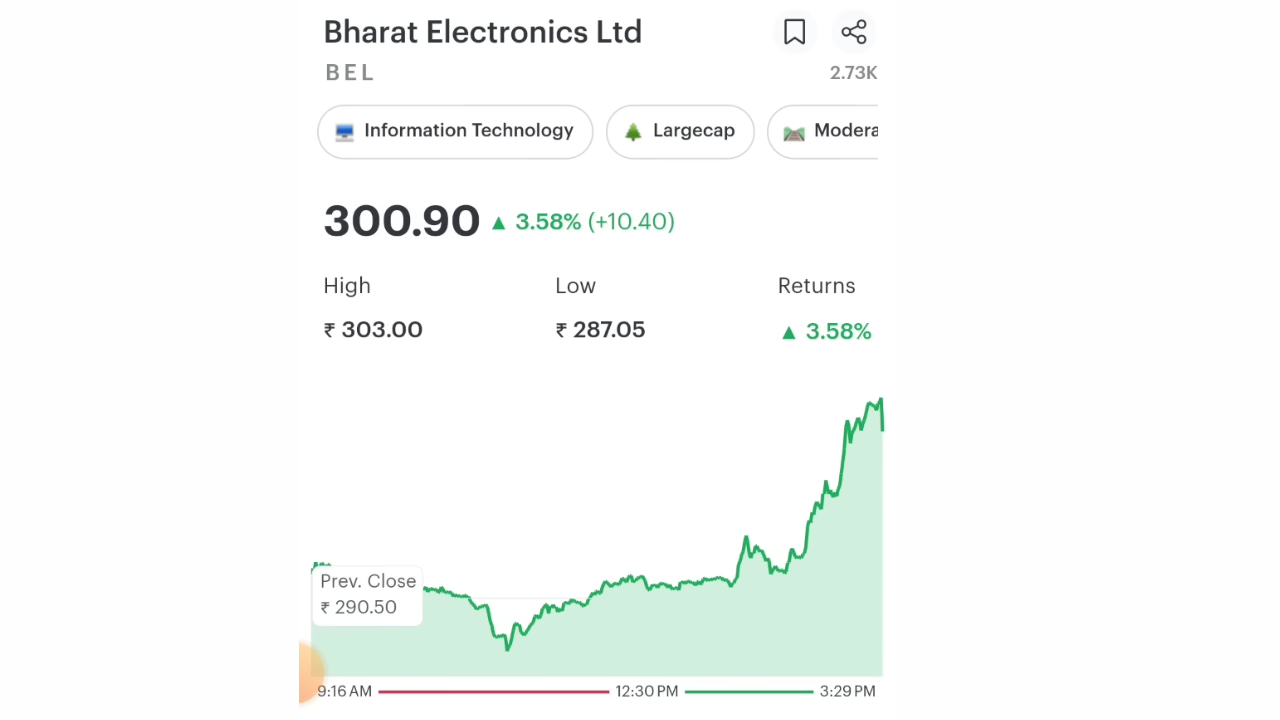 Bharat Electronics Ltd
BEL
2.73K
Information Technology
Largecap
Modera
300.90 ▲ 3.58% (+10.40)
High Low Returns
₹ 303.00 ₹ 287.05 ▲ 3.58%
Prev. Close
₹ 290.50
9:16 AM 12:30 PM 3:29 PM